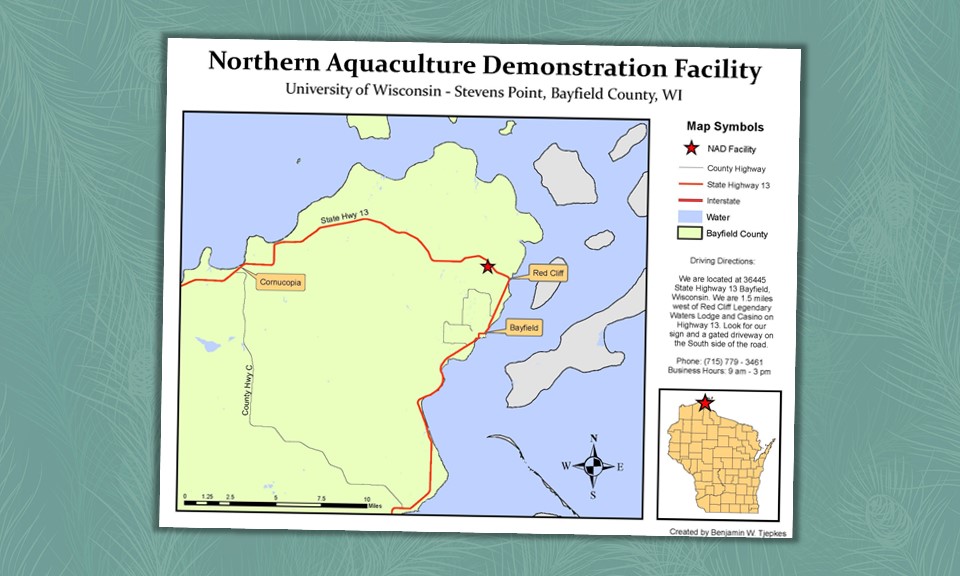 Northern Aquaculture Demonstration Facility
University of Wisconsin - Stevens Point, Bayfield County, WI
Map Symbols
NAD Facility
County Highway
State Highway 13
Interstate
Water
Bayfield County
State Hwy 13
Cornucopia
Red Cliff
Bayfield
County Hwy C
Driving Directions:
We are located at 36445
State Highway 13 Bayfield,
Wisconsin. We are 1.5 miles
west of Red Cliff Legendary
Waters Lodge and Casino on
Highway 13. Look for our
sign and a gated driveway on
the South side of the road.
Phone: (715) 779 - 3461
Business Hours: 9 am - 3 pm
N
W E
S
0 1.25 2.5 5 7.5 10
Miles
Created by Benjamin W. Tjepkes